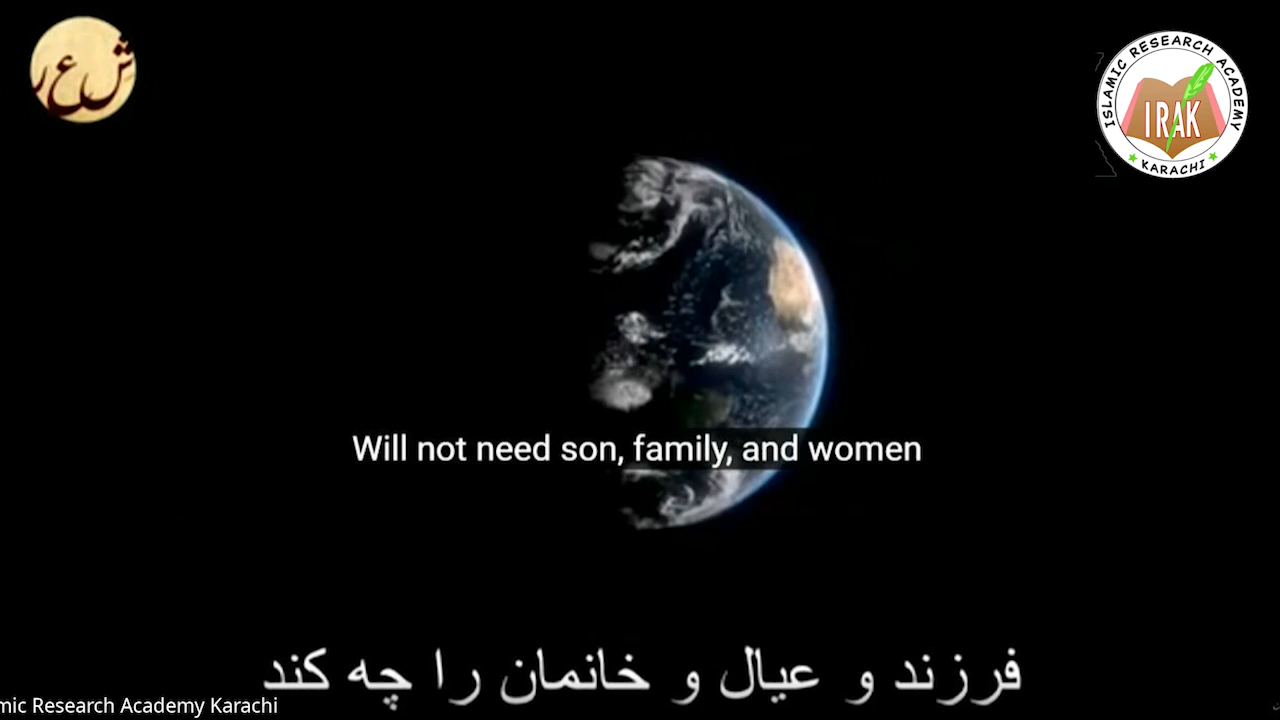 شعر
ISLAMIC RESEARCH ACADEMY
IRAK
KARACHI
Will not need son, family, and women
فرزند و عیال و خانمان را چه کند
mic Research Academy Karachi